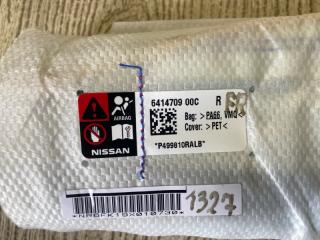 6414709 00C R
AIRBAG
Bag: >PA66, VMQ<
Cover: >PET<
NISSAN
"P499810RALB"
1327